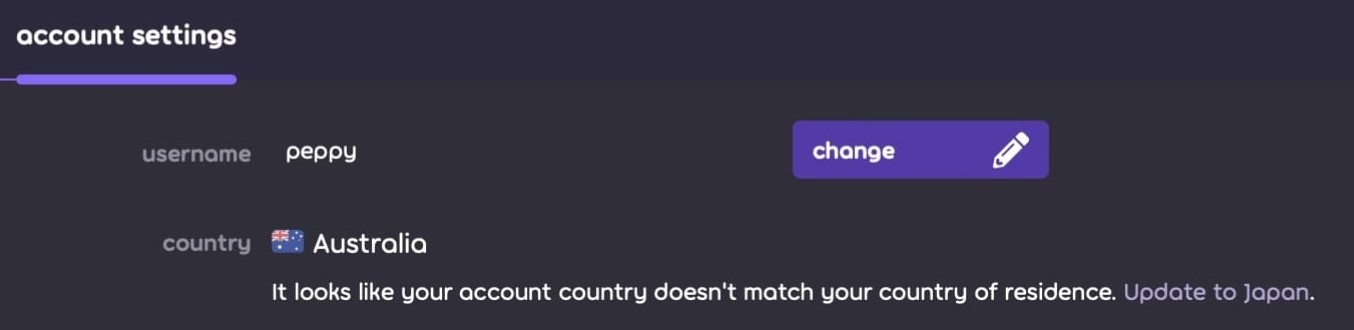 account settings
username peppy change
country Australia
It looks like your account country doesn't match your country of residence. Update to Japan.